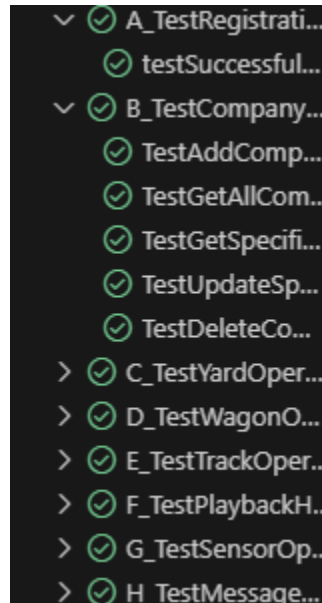 A_TestRegistrati...
testSuccessful...
B_TestCompany...
TestAddComp...
TestGetAllCom...
TestGetSpecifi...
TestUpdateSp...
TestDeleteCo...
C_TestYardOper...
D_TestWagonO...
E_TestTrackOper...
F_TestPlaybackH...
G_TestSensorOp...
H_TestMessage...